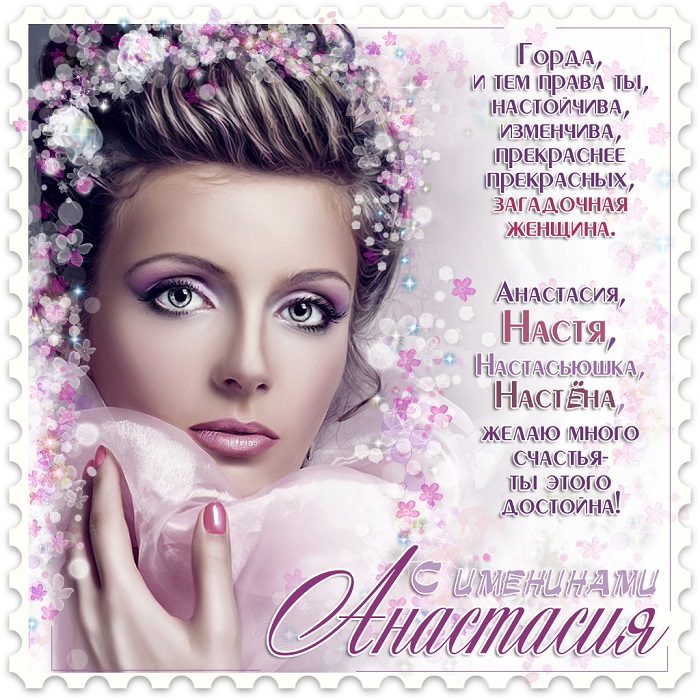 Горда,
и тем права ты,
настойчива,
изменчива,
прекраснее
прекрасных,
загадочная
женщина.
Анастасия,
Настя,
Настасьюшка,
Настёна,
желаю много
счастья-
ты этого
достойна!
С именинами
Анастасия